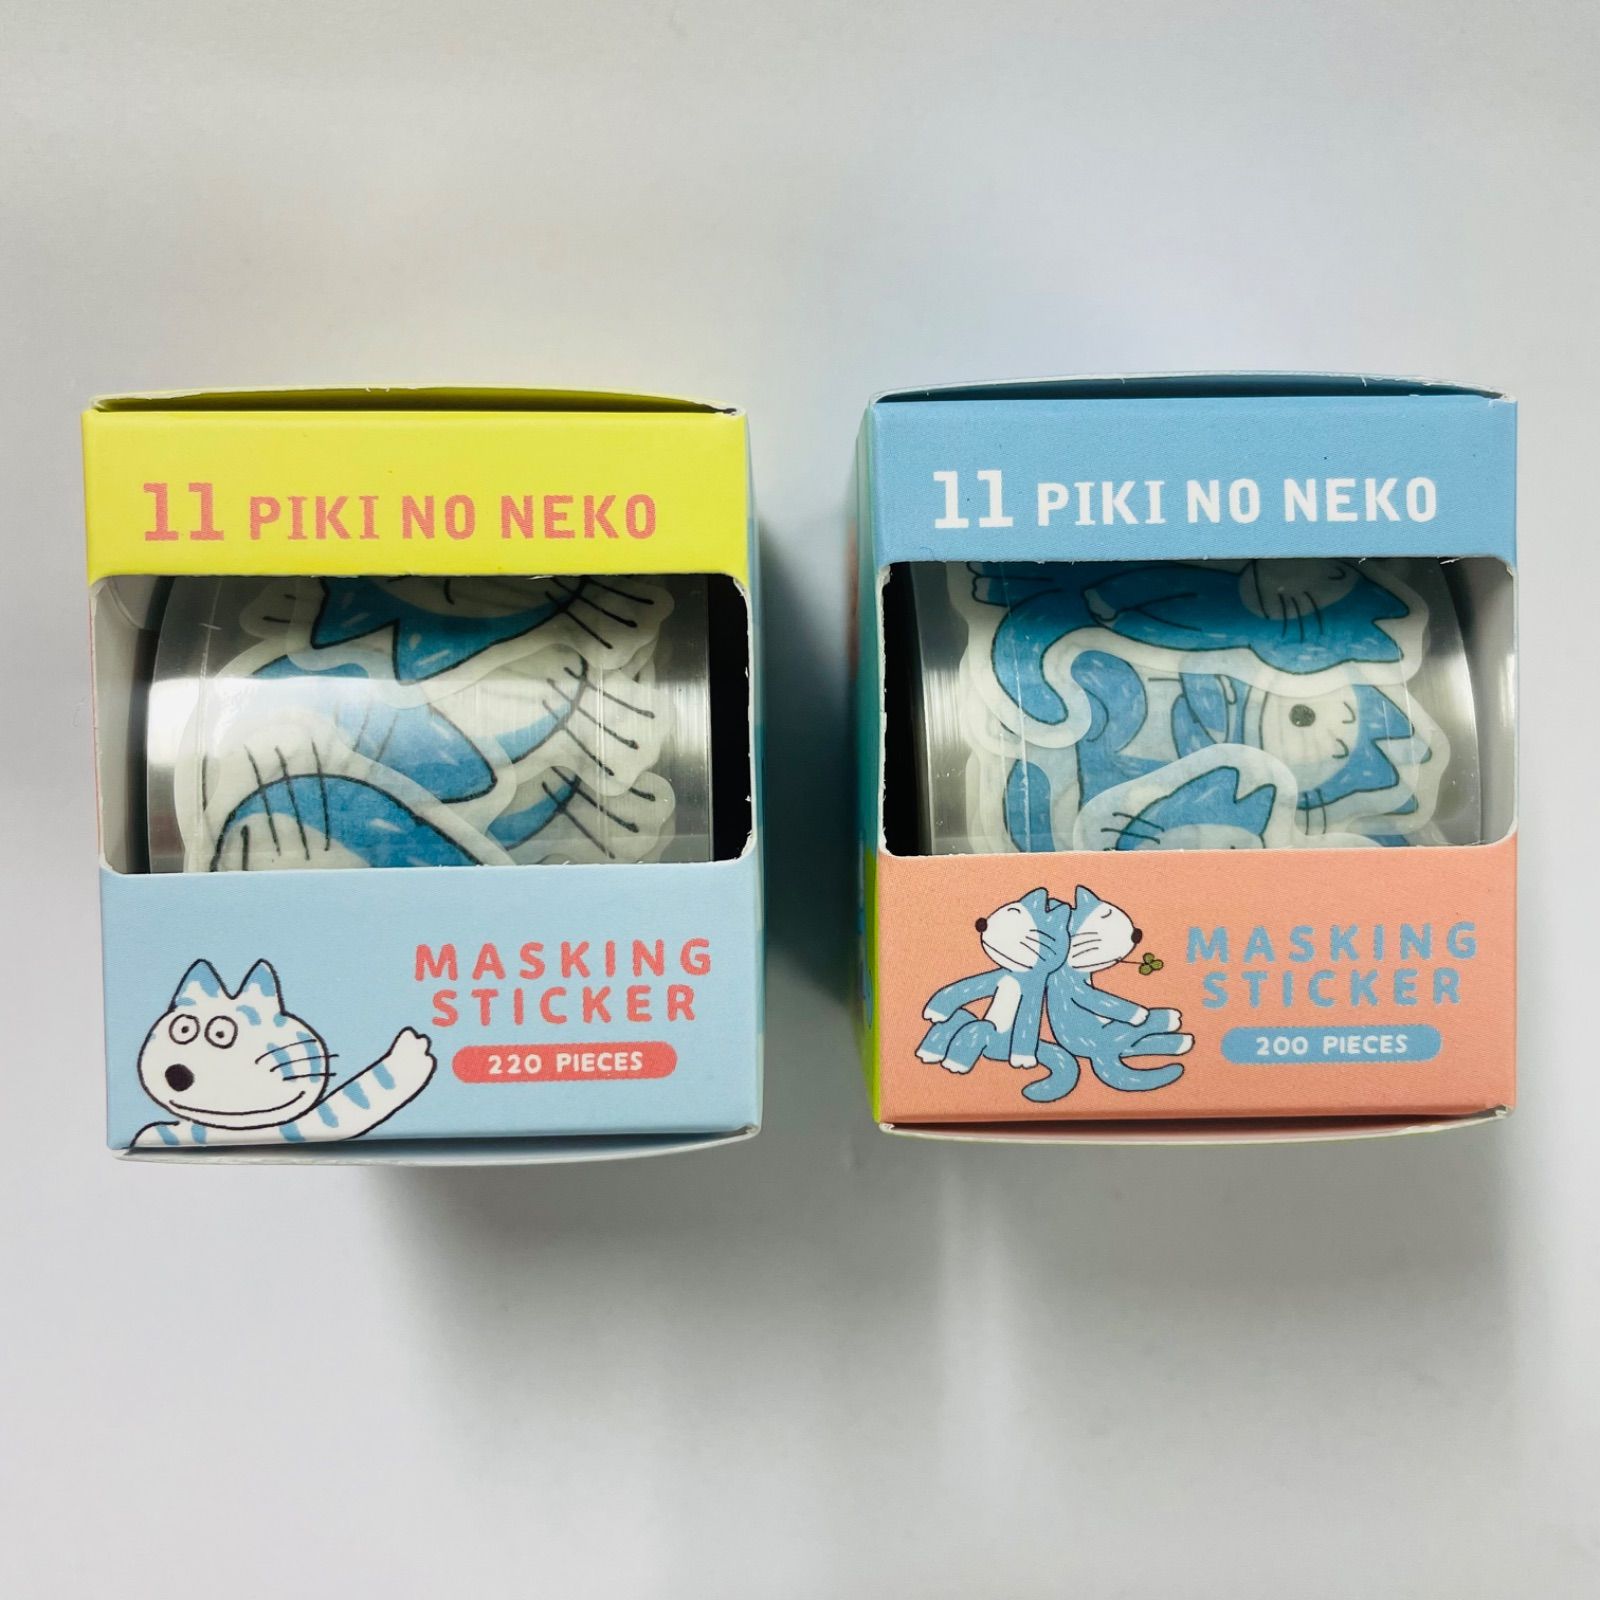 11 PIKI NO NEKO
MASKING
STICKER
220 PIECES
11 PIKI NO NEKO
MASKING
STICKER
200 PIECES